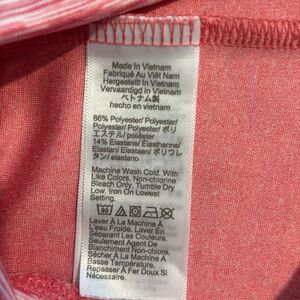 Made In Vietnam
Fabriqué Au Viêt Nam
Hergestellt In Vietnam
Vervaardigd In Vietnam
ベトナム製
hecho en vietnam
86% Polyester/ Polyester/
Polyester/ Polyester/ ポリ
エステル/ poliéster
14% Elastane/ Elasthanne/
Elastan/ Elastaan/ ポリウレ
タン/ elastano
Machine Wash Cold, With
Like Colors. Non-chlorine
Bleach Only. Tumble Dry
Low. Iron On Lowest
Setting.
30
Laver À La Machine À
L'eau Froide. Laver En
Séparant Les Couleurs.
Seulement Agent De
Blanchiment Non-Chloré.
Sécher À La Machine À
Basse Température.
Repasser À Fer Doux Si
Nécessaire.